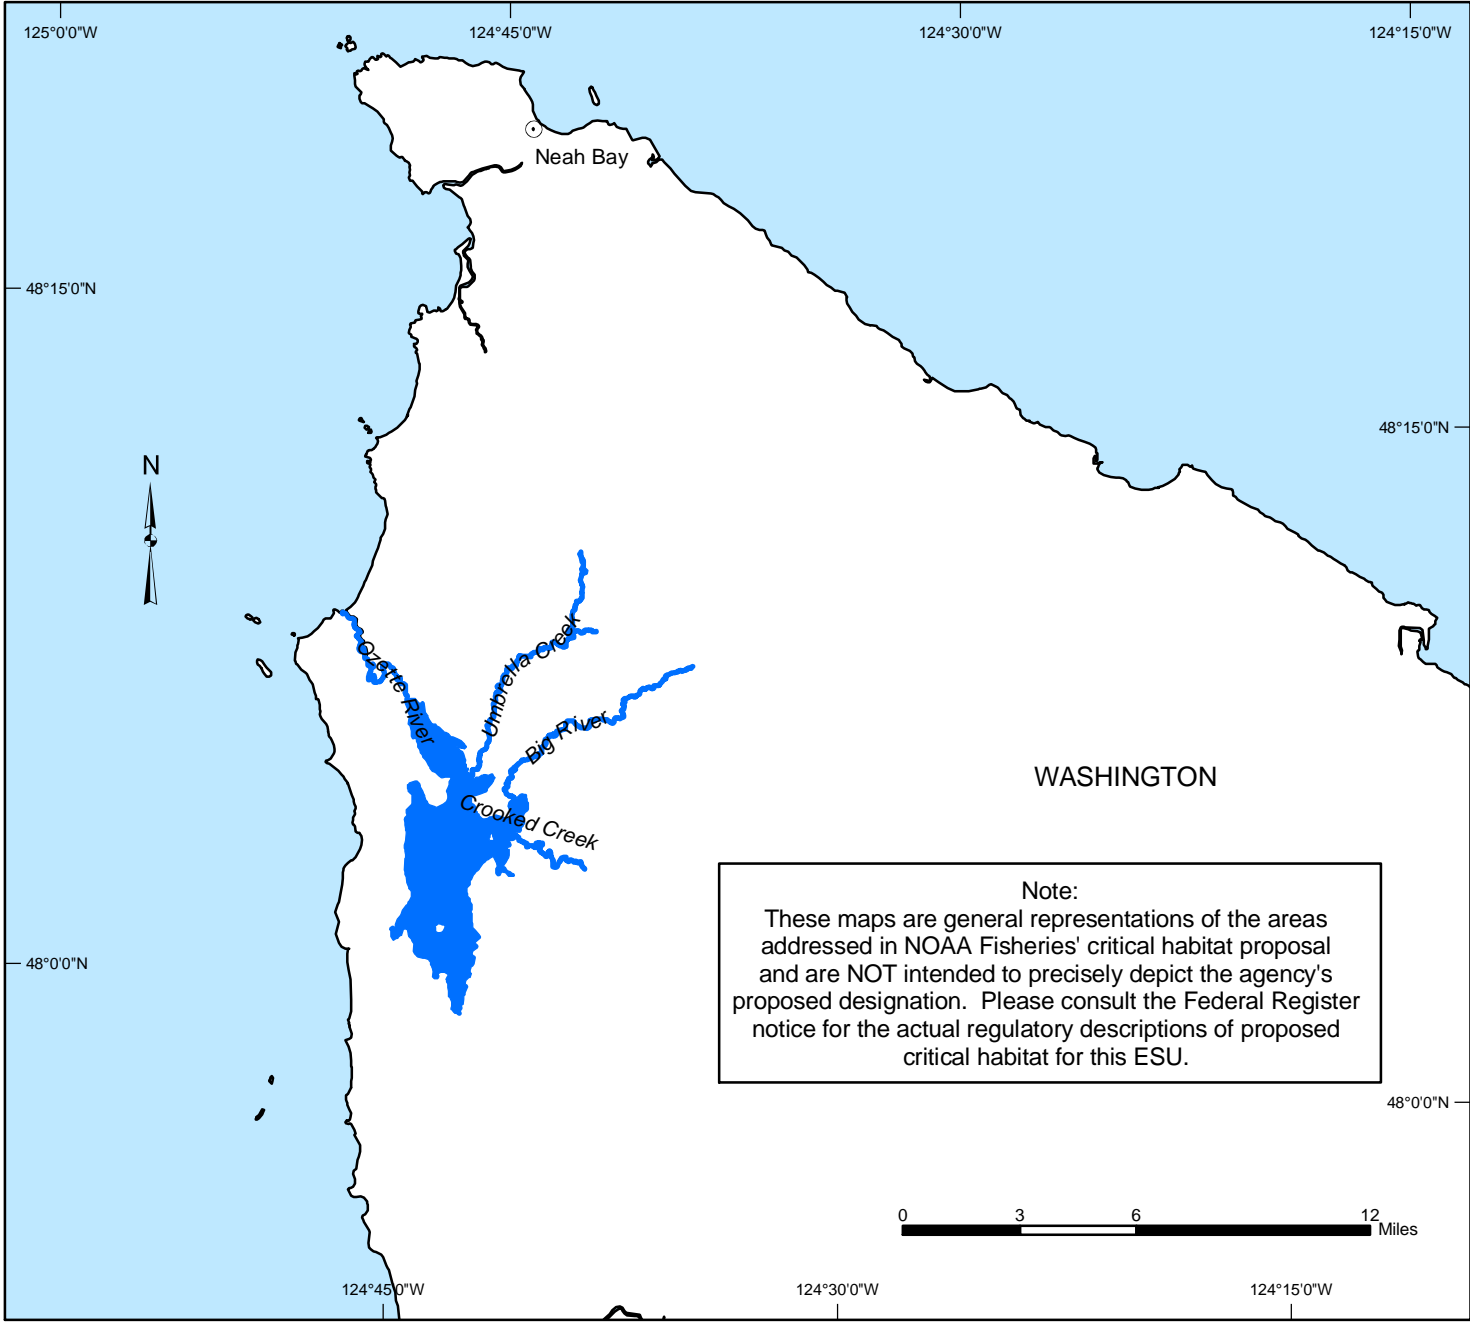 125°0'0"W
124°45'0"W
124°30'0"W
124°15'0"W
Neah Bay
48°15'0"N
48°15'0"N
N
Ozette River
Umbrella Creek
Big River
Crooked Creek
WASHINGTON
Note:
These maps are general representations of the areas
addressed in NOAA Fisheries' critical habitat proposal
and are NOT intended to precisely depict the agency's
proposed designation.  Please consult the Federal Register
notice for the actual regulatory descriptions of proposed
critical habitat for this ESU.
48°0'0"N
48°0'0"N
0 3 6 12
Miles
124°45'0"W
124°30'0"W
124°15'0"W